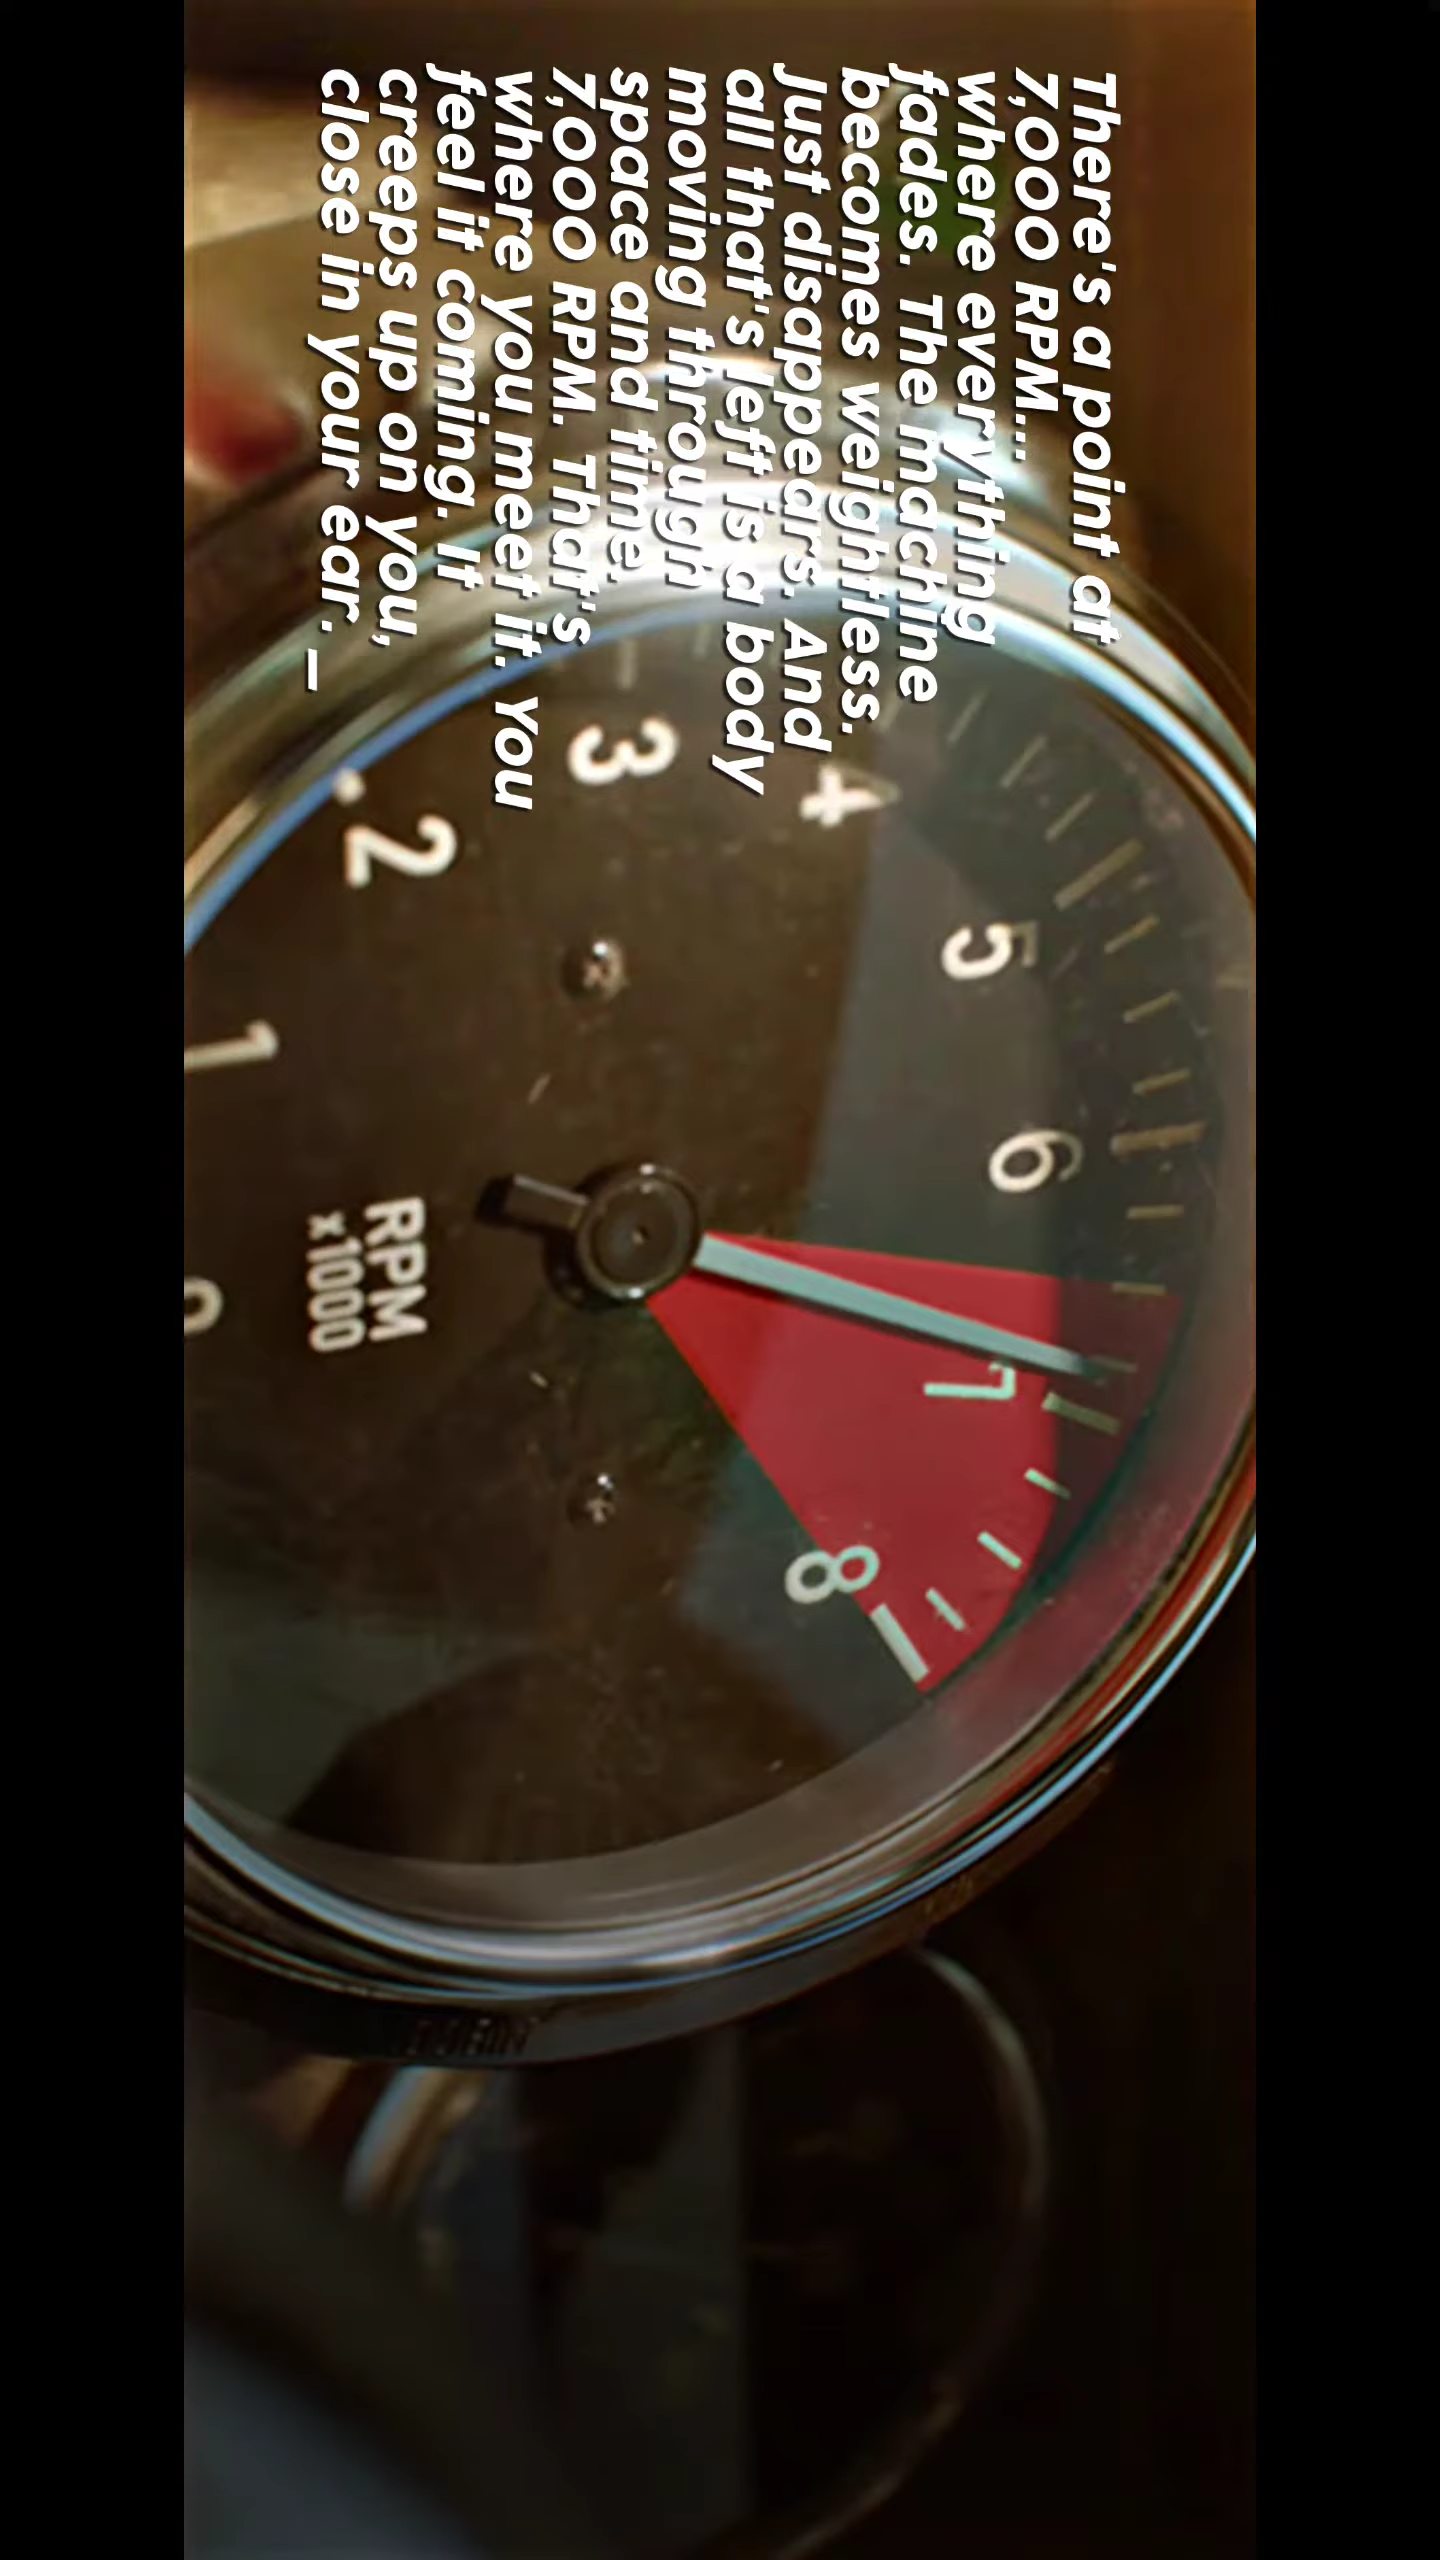 There's a point at
7,000 RPM...
where everything
fades. The machine
becomes weightless.
Just disappears. And
all that's left is a body
moving through
space and time.
7,000 RPM. That's
where you meet it. You
feel it coming. It
creeps up on you,
close in your ear. —
1
2
3
4
5
6
7
8
0
RPM
x1000